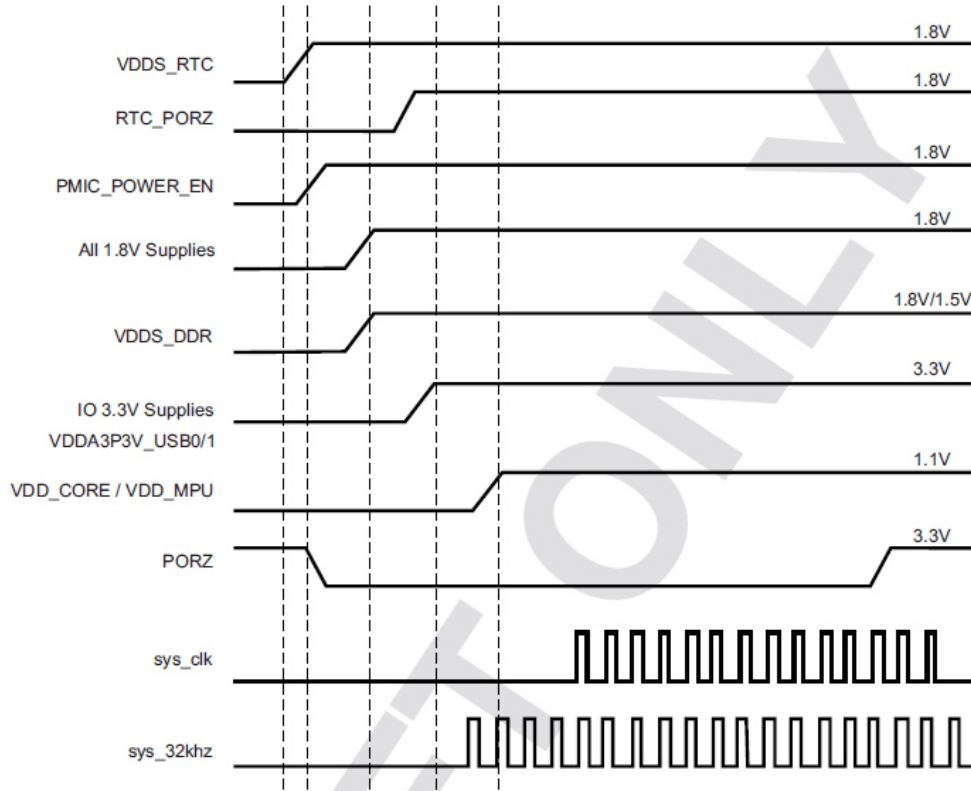 1.8V
VDDS_RTC
1.8V
RTC_PORZ
1.8V
PMIC_POWER_EN
1.8V
All 1.8V Supplies
1.8V/1.5V
VDDS_DDR
3.3V
IO 3.3V Supplies
VDDA3P3V_USB0/1
1.1V
VDD_CORE / VDD_MPU
3.3V
PORZ
sys_clk
sys_32khz
ONLY